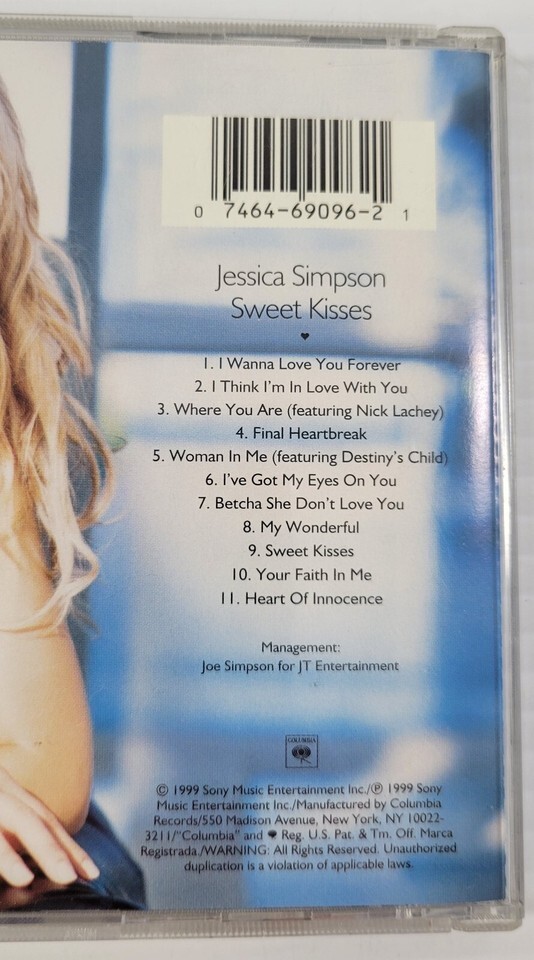 0 7464-69096-2 1
Jessica Simpson
Sweet Kisses
1. I Wanna Love You Forever
2. I Think I'm In Love With You
3. Where You Are (featuring Nick Lachey)
4. Final Heartbreak
5. Woman In Me (featuring Destiny's Child)
6. I've Got My Eyes On You
7. Betcha She Don't Love You
8. My Wonderful
9. Sweet Kisses
10. Your Faith In Me
11. Heart Of Innocence
Management:
Joe Simpson for JT Entertainment
COLUMBIA
© 1999 Sony Music Entertainment Inc./℗ 1999 Sony
Music Entertainment Inc./Manufactured by Columbia
Records/550 Madison Avenue, New York, NY 10022-
3211/"Columbia" and ❤ Reg. U.S. Pat. & Tm. Off. Marca
Registrada./WARNING: All Rights Reserved. Unauthorized
duplication is a violation of applicable laws.